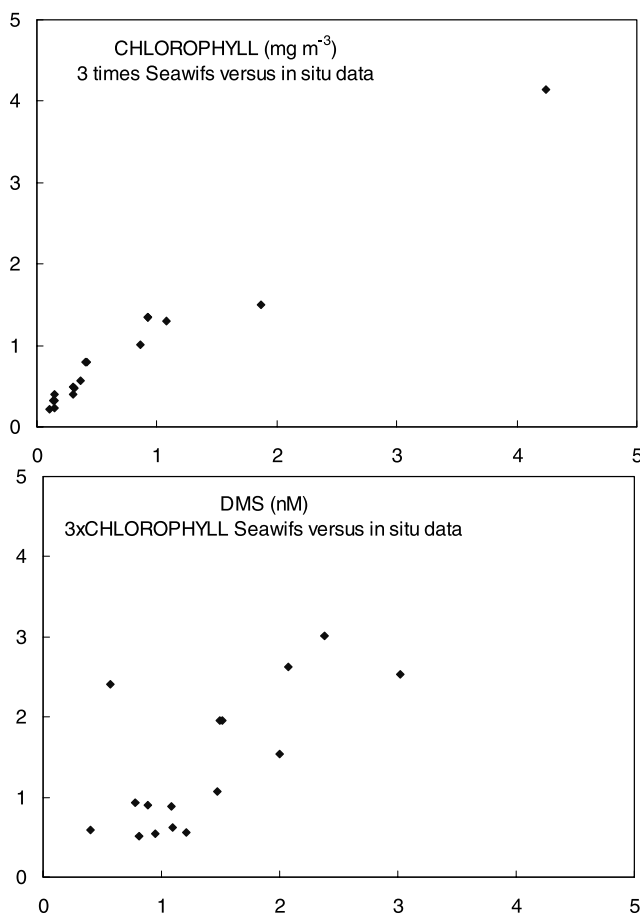 5
CHLOROPHYLL (mg m⁻³)
3 times Seawifs versus in situ data
4
3
2
1
0
0 1 2 3 4 5
5
DMS (nM)
3xCHLOROPHYLL Seawifs versus in situ data
4
3
2
1
0
0 1 2 3 4 5